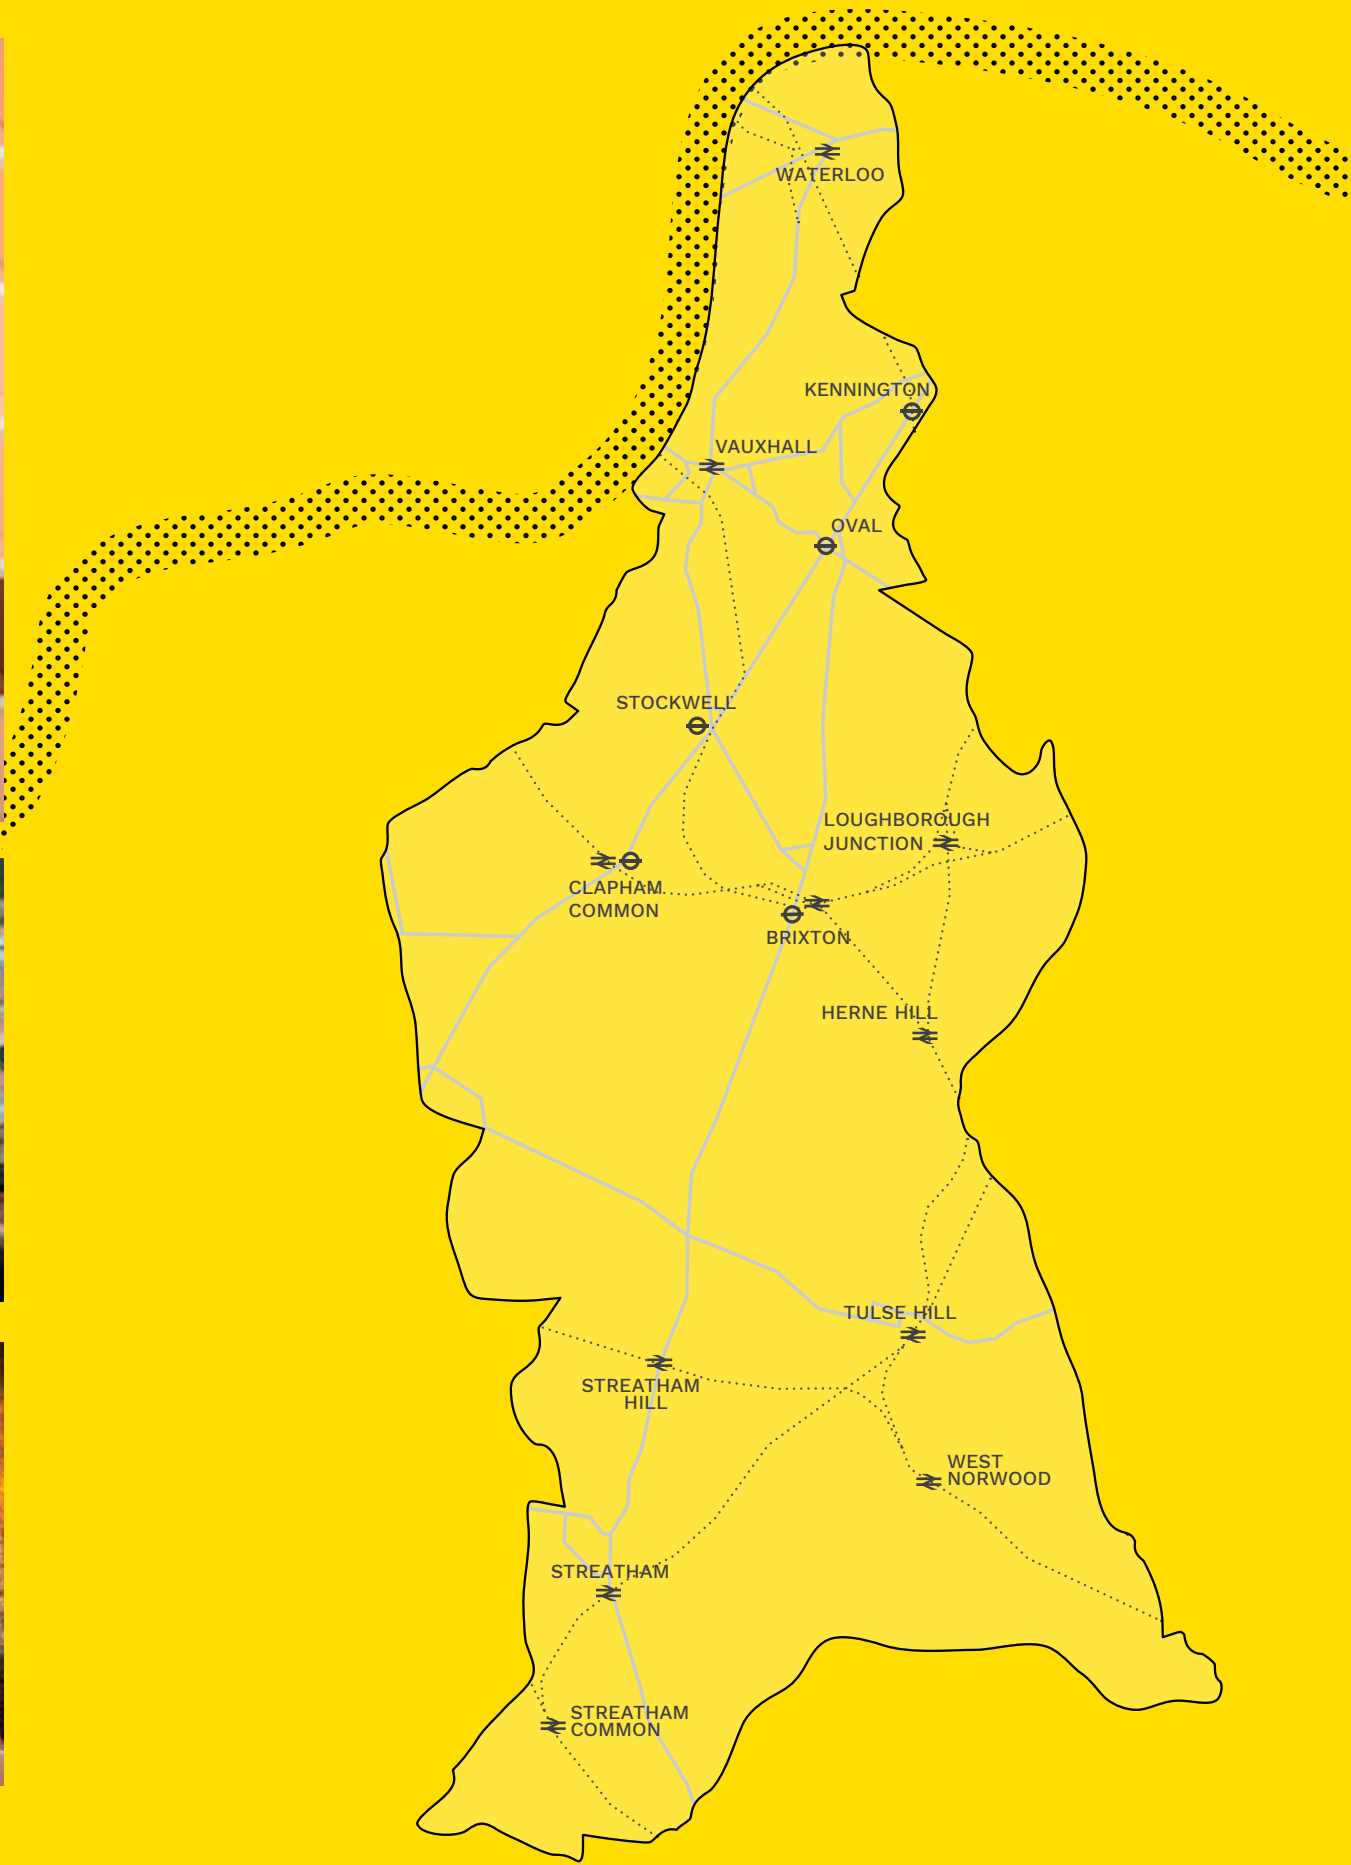 WATERLOO
KENNINGTON
VAUXHALL
OVAL
STOCKWELL
LOUGHBOROUGH
JUNCTION
CLAPHAM
COMMON
BRIXTON
HERNE HILL
TULSE HILL
STREATHAM
HILL
WEST
NORWOOD
STREATHAM
STREATHAM
COMMON